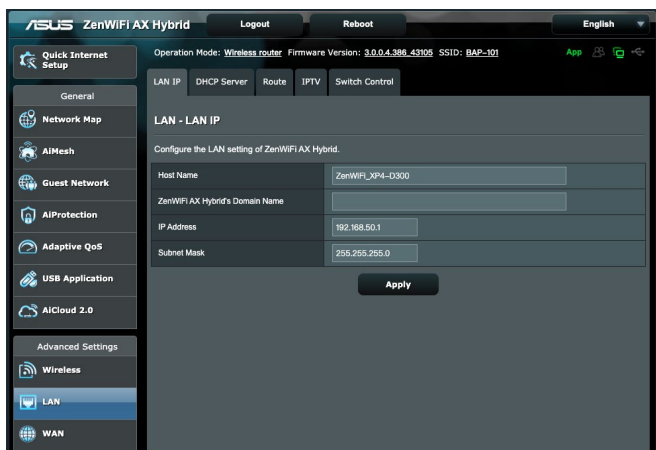 ASUS ZenWiFi AX Hybrid Logout Reboot English
Quick Internet
Setup
Operation Mode: Wireless router Firmware Version: 3.0.0.4.386_43105 SSID: BAP-101 App
LAN IP DHCP Server Route IPTV Switch Control
General
Network Map
AiMesh
Guest Network
AiProtection
Adaptive QoS
USB Application
AiCloud 2.0
Advanced Settings
Wireless
LAN
WAN
LAN - LAN IP
Configure the LAN setting of ZenWiFi AX Hybrid.
Host Name ZenWiFi_XP4-D300
ZenWiFi AX Hybrid's Domain Name
IP Address 192.168.50.1
Subnet Mask 255.255.255.0
Apply